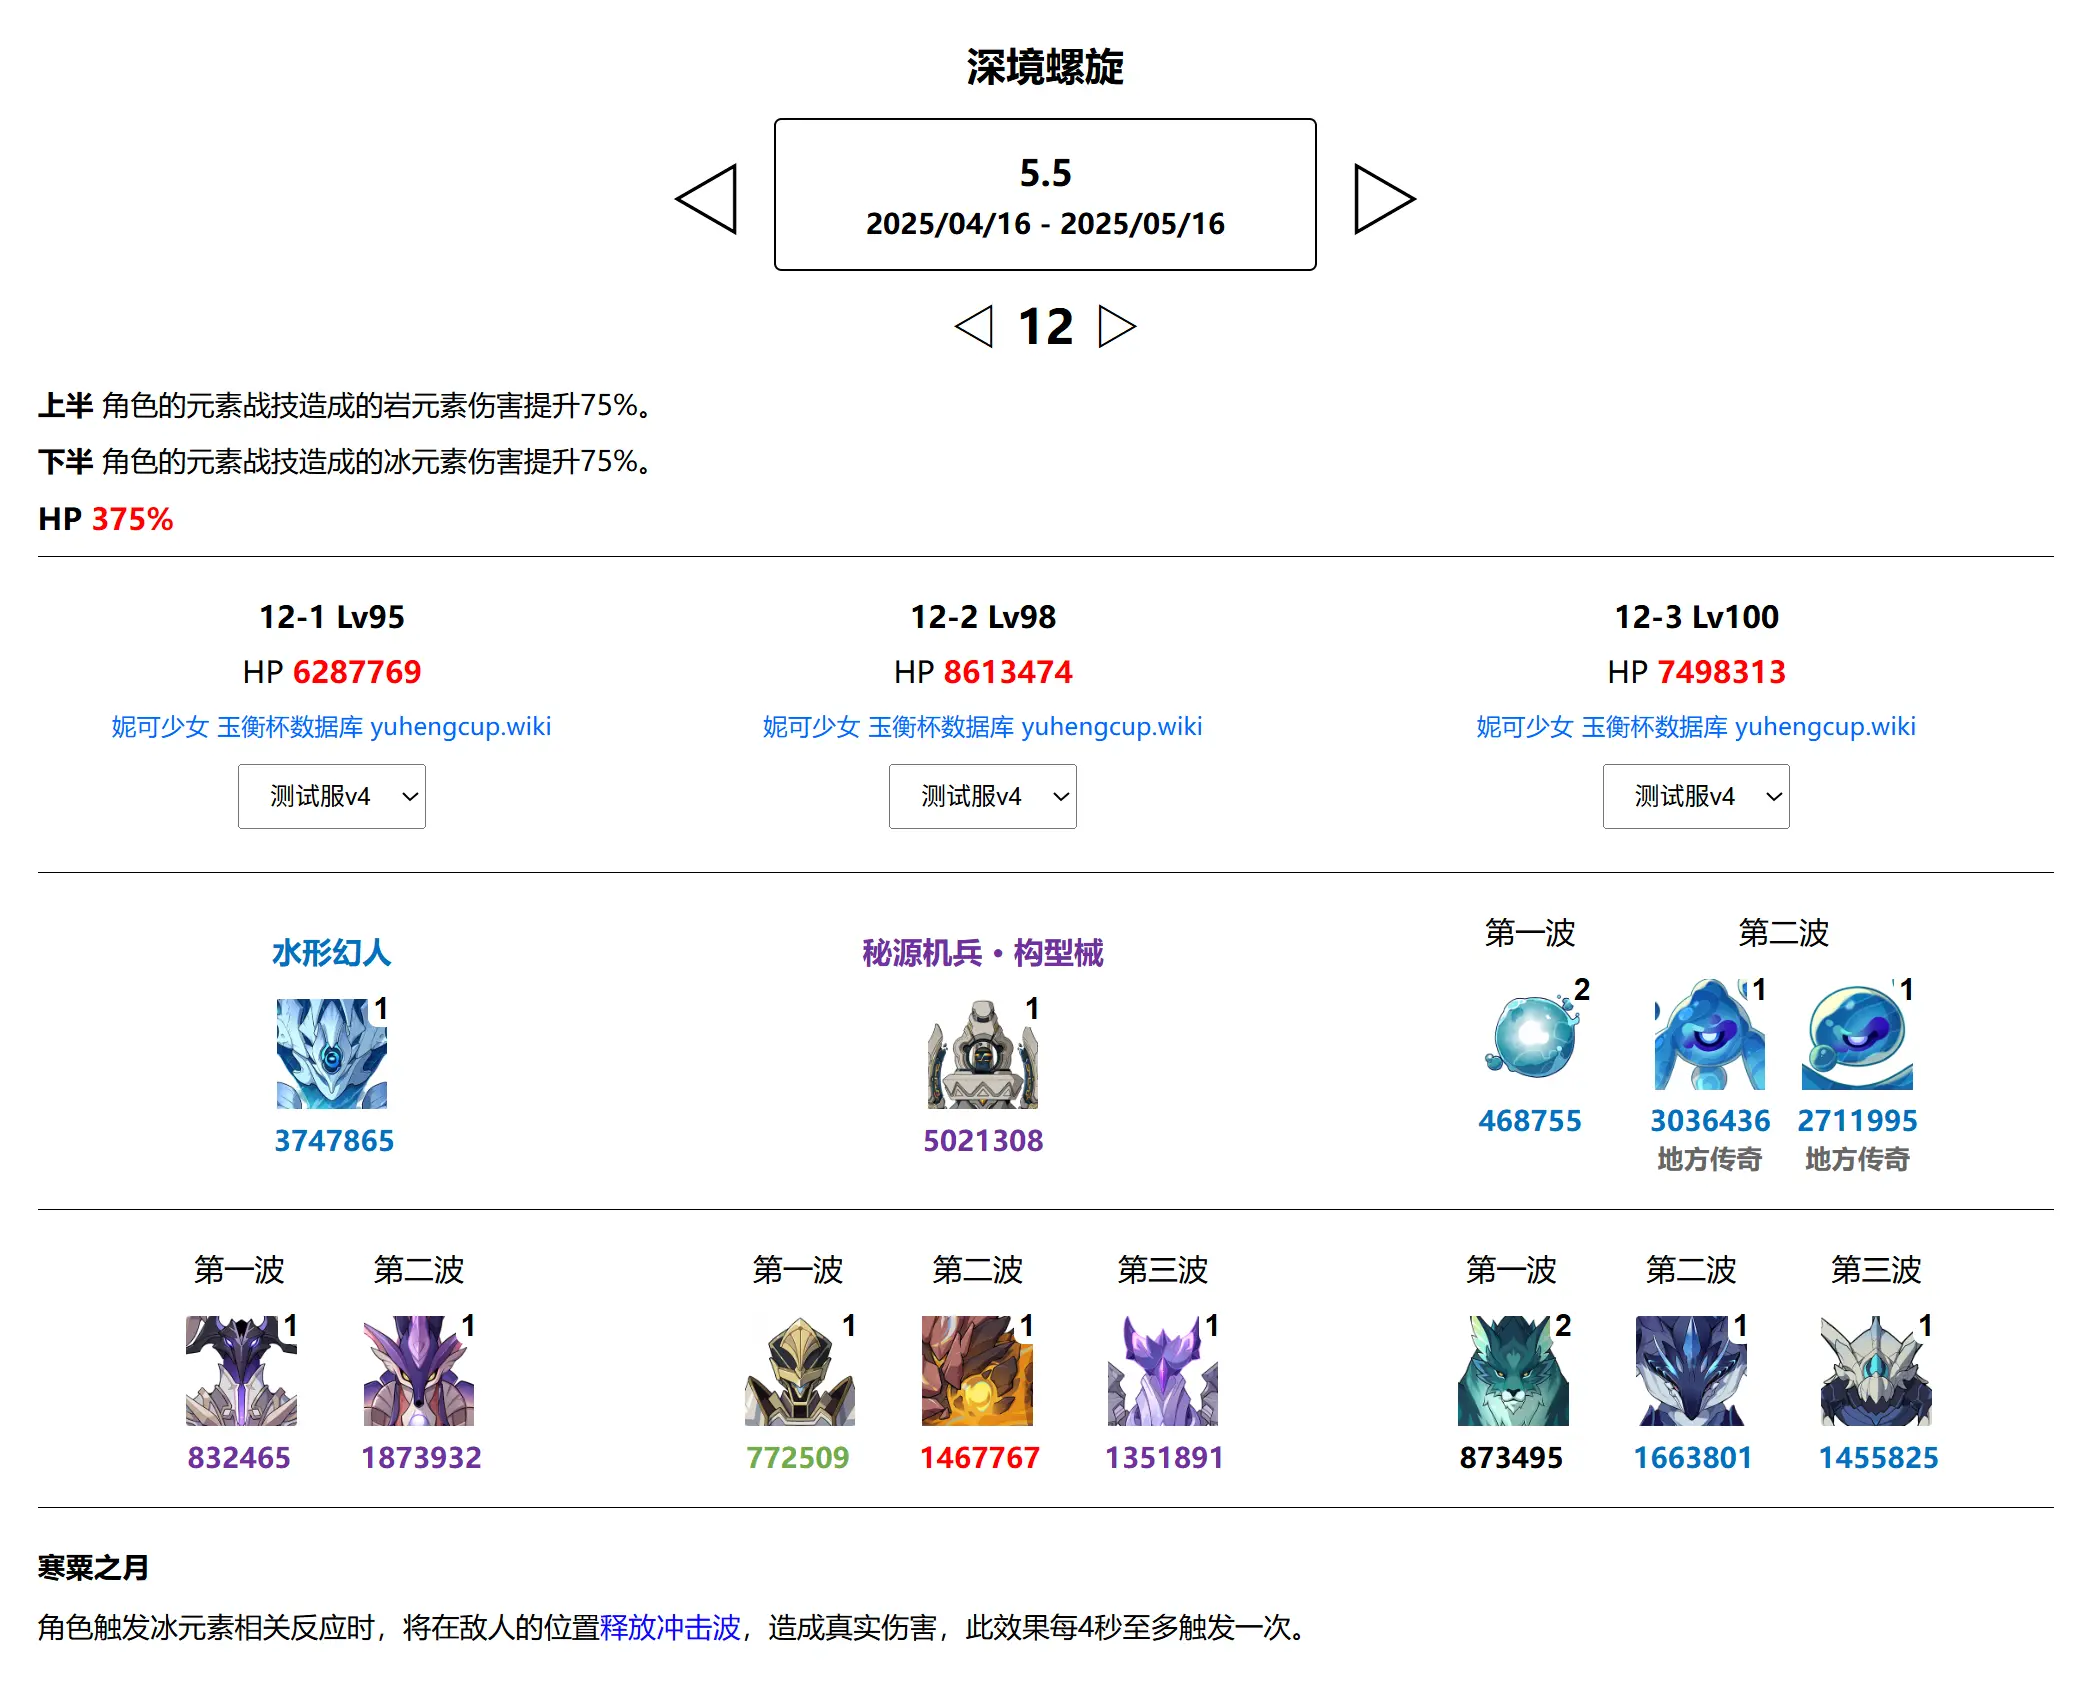 深境螺旋
5.5
2025/04/16 - 2025/05/16
12
上半 角色的元素战技造成的岩元素伤害提升75%。
下半 角色的元素战技造成的冰元素伤害提升75%。
HP 375%
12-1 Lv95
HP 6287769
妮可少女 玉衡杯数据库 yuhengcup.wiki
测试服v4
12-2 Lv98
HP 8613474
妮可少女 玉衡杯数据库 yuhengcup.wiki
测试服v4
12-3 Lv100
HP 7498313
妮可少女 玉衡杯数据库 yuhengcup.wiki
测试服v4
水形幻人
1
3747865
秘源机兵·构型械
1
5021308
第一波 第二波
2 1 1
468755 3036436 2711995
地方传奇 地方传奇
第一波 第二波
1 1
832465 1873932
第一波 第二波 第三波
1 1 1
772509 1467767 1351891
第一波 第二波 第三波
2 1 1
873495 1663801 1455825
寒粟之月
角色触发冰元素相关反应时，将在敌人的位置释放冲击波，造成真实伤害，此效果每4秒至多触发一次。